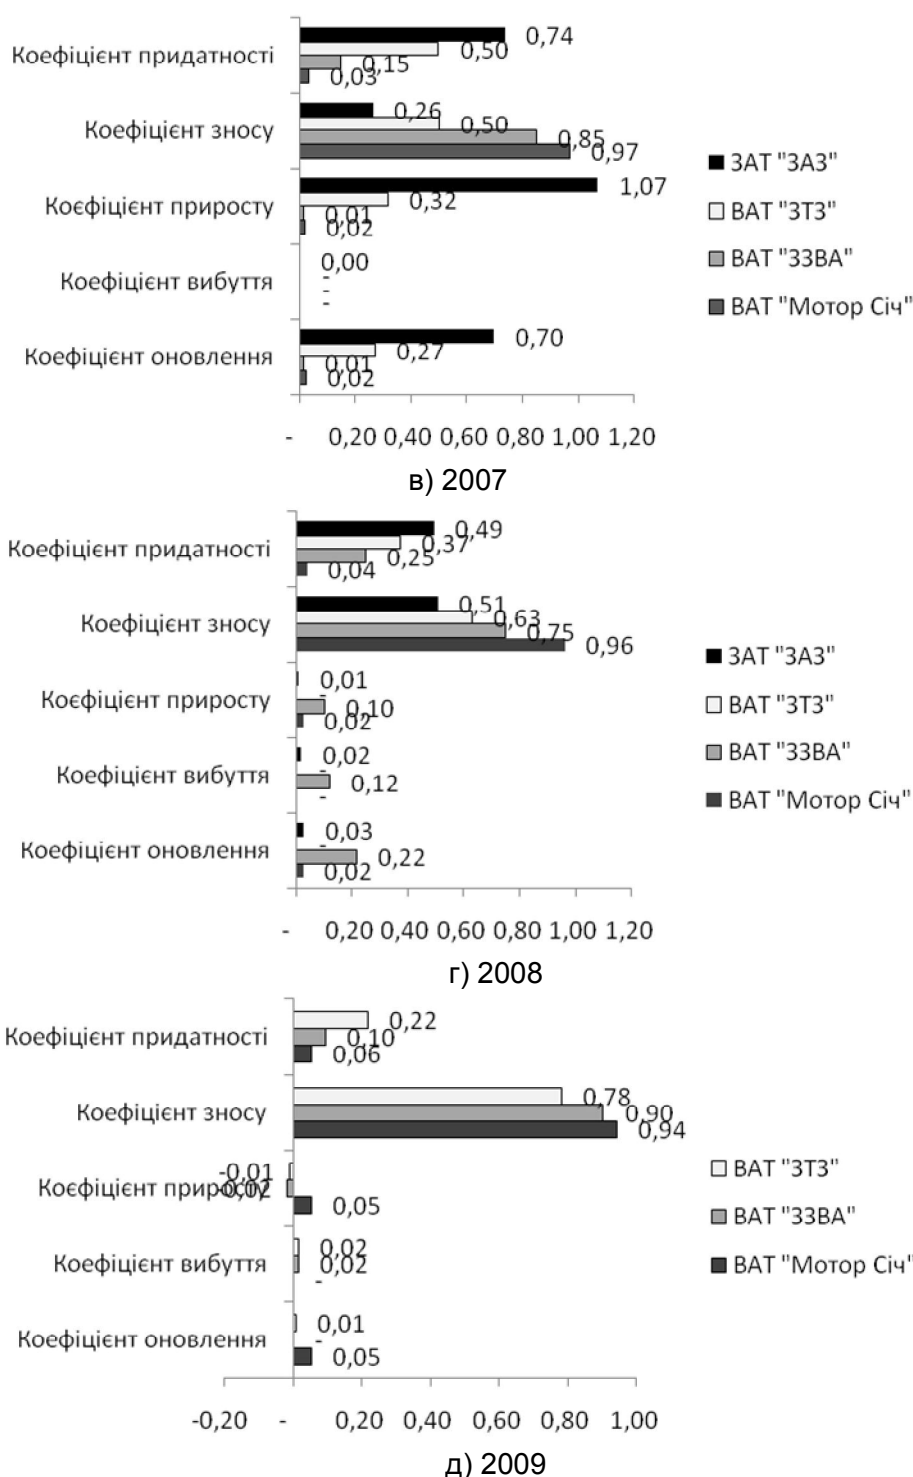 Коефіцієнт придатності
0,74
0,50
0,15
0,03
Коефіцієнт зносу
0,26
0,50
0,85
0,97
Коєфіцієнт приросту
1,07
0,32
0,01
0,02
Коефіцієнт вибуття
0,00
-
-
-
Коефіцієнт оновлення
0,70
0,27
0,01
0,02
ЗАТ "ЗАЗ"
ВАТ "ЗТЗ"
ВАТ "ЗЗВА"
ВАТ "Мотор Січ"
- 0,20 0,40 0,60 0,80 1,00 1,20
в) 2007
Коефіцієнт придатності
0,49
0,37
0,25
0,04
Коефіцієнт зносу
0,51
0,63
0,75
0,96
Коєфіцієнт приросту
0,01
-
0,10
0,02
Коефіцієнт вибуття
0,02
-
0,12
-
Коефіцієнт оновлення
0,03
-
0,22
0,02
ЗАТ "ЗАЗ"
ВАТ "ЗТЗ"
ВАТ "ЗЗВА"
ВАТ "Мотор Січ"
- 0,20 0,40 0,60 0,80 1,00 1,20
г) 2008
Коефіцієнт придатності
0,22
0,10
0,06
Коефіцієнт зносу
0,78
0,90
0,94
Коєфіцієнт приросту
-0,01
-0,02
0,05
Коефіцієнт вибуття
0,02
0,02
-
Коефіцієнт оновлення
0,01
-
0,05
ВАТ "ЗТЗ"
ВАТ "ЗЗВА"
ВАТ "Мотор Січ"
-0,20 - 0,20 0,40 0,60 0,80 1,00
д) 2009